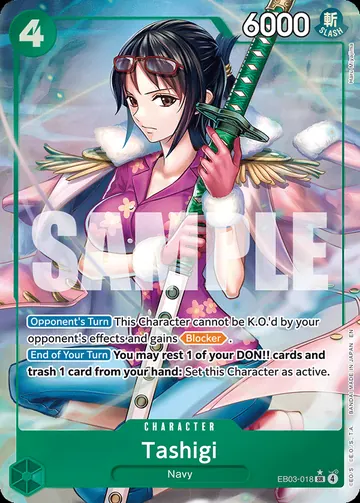 4
6000
斬
SLASH
SAMPLE
Opponent's Turn This Character cannot be K.O.'d by your
opponent's effects and gains Blocker .
End of Your Turn You may rest 1 of your DON!! cards and
trash 1 card from your hand: Set this Character as active.
CHARACTER
Tashigi
Navy
EB03-018 SR 4